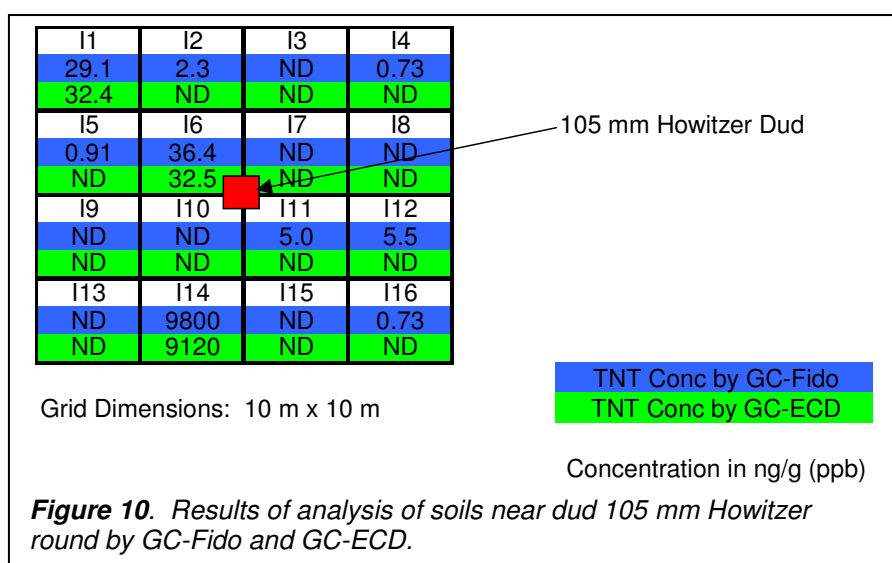 I1 I2 I3 I4
29.1 2.3 ND 0.73
32.4 ND ND ND
I5 I6 I7 I8
0.91 36.4 ND ND
ND 32.5 ND ND
I9 I10 I11 I12
ND ND 5.0 5.5
ND ND ND ND
I13 I14 I15 I16
ND 9800 ND 0.73
ND 9120 ND ND
105 mm Howitzer Dud
Grid Dimensions: 10 m x 10 m
TNT Conc by GC-Fido
TNT Conc by GC-ECD
Concentration in ng/g (ppb)
Figure 10. Results of analysis of soils near dud 105 mm Howitzer
round by GC-Fido and GC-ECD.